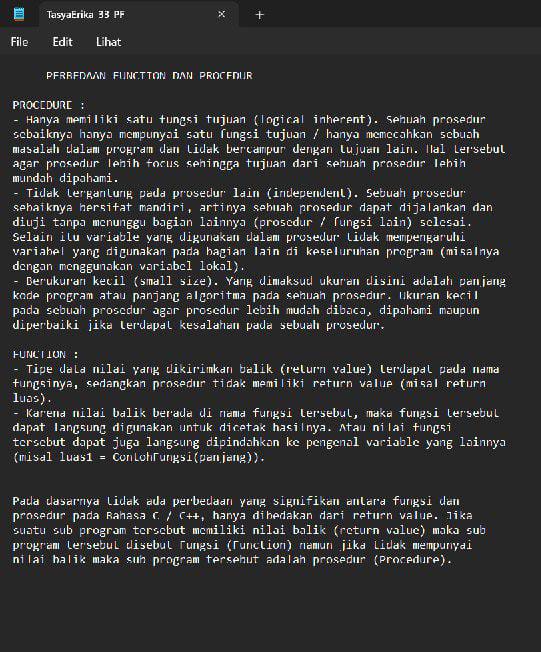 TasyaErika 33 PF
File Edit Lihat
PERBEDAAN FUNCTION DAN PROCEDUR
PROCEDURE :
- Hanya memiliki satu fungsi tujuan (logical inherent). Sebuah prosedur
sebaiknya hanya mempunyai satu fungsi tujuan / hanya memecahkan sebuah
masalah dalam program dan tidak bercampur dengan tujuan lain. Hal tersebut
agar prosedur lebih focus sehingga tujuan dari sebuah prosedur lebih
mundah dipahami.
- Tidak tergantung pada prosedur lain (independent). Sebuah prosedur
sebaiknya bersifat mandiri, artinya sebuah prosedur dapat dijalankan dan
diuji tanpa menunggu bagian lainnya (prosedur / fungsi lain) selesai.
Selain itu variable yang digunakan dalam prosedur tidak mempengaruhi
variabel yang digunakan pada bagian lain di keseluruhan program (misalnya
dengan menggunakan variabel lokal).
- Berukuran kecil (small size). Yang dimaksud ukuran disini adalah panjang
kode program atau panjang algoritma pada sebuah prosedur. Ukuran kecil
pada sebuah prosedur agar prosedur lebih mudah dibaca, dipahami maupun
diperbaiki jika terdapat kesalahan pada sebuah prosedur.
FUNCTION :
- Tipe data nilai yang dikirimkan balik (return value) terdapat pada nama
fungsinya, sedangkan prosedur tidak memiliki return value (misal return
luas).
- Karena nilai balik berada di nama fungsi tersebut, maka fungsi tersebut
dapat langsung digunakan untuk dicetak hasilnya. Atau nilai fungsi
tersebut dapat juga langsung dipindahkan ke pengenal variable yang lainnya
(misal luas1 = ContohFungsi(panjang)).
Pada dasarnya tidak ada perbedaan yang signifikan antara fungsi dan
prosedur pada Bahasa C / C++, hanya dibedakan dari return value. Jika
suatu sub program tersebut memiliki nilai balik (return value) maka sub
program tersebut disebut Fungsi (Function) namun jika tidak mempunyai
nilai balik maka sub program tersebut adalah prosedur (Procedure).